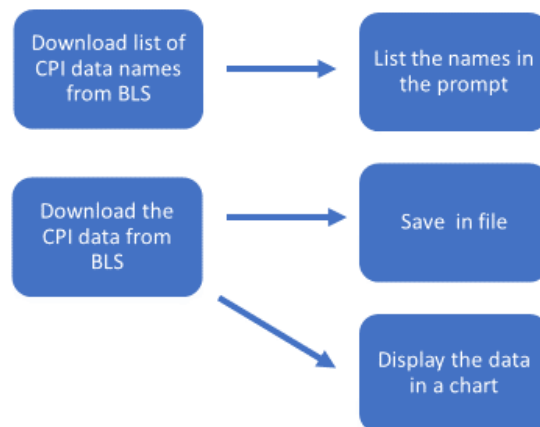 Download list of
CPI data names
from BLS
List the names in
the prompt
Download the
CPI data from
BLS
Save in file
Display the data
in a chart